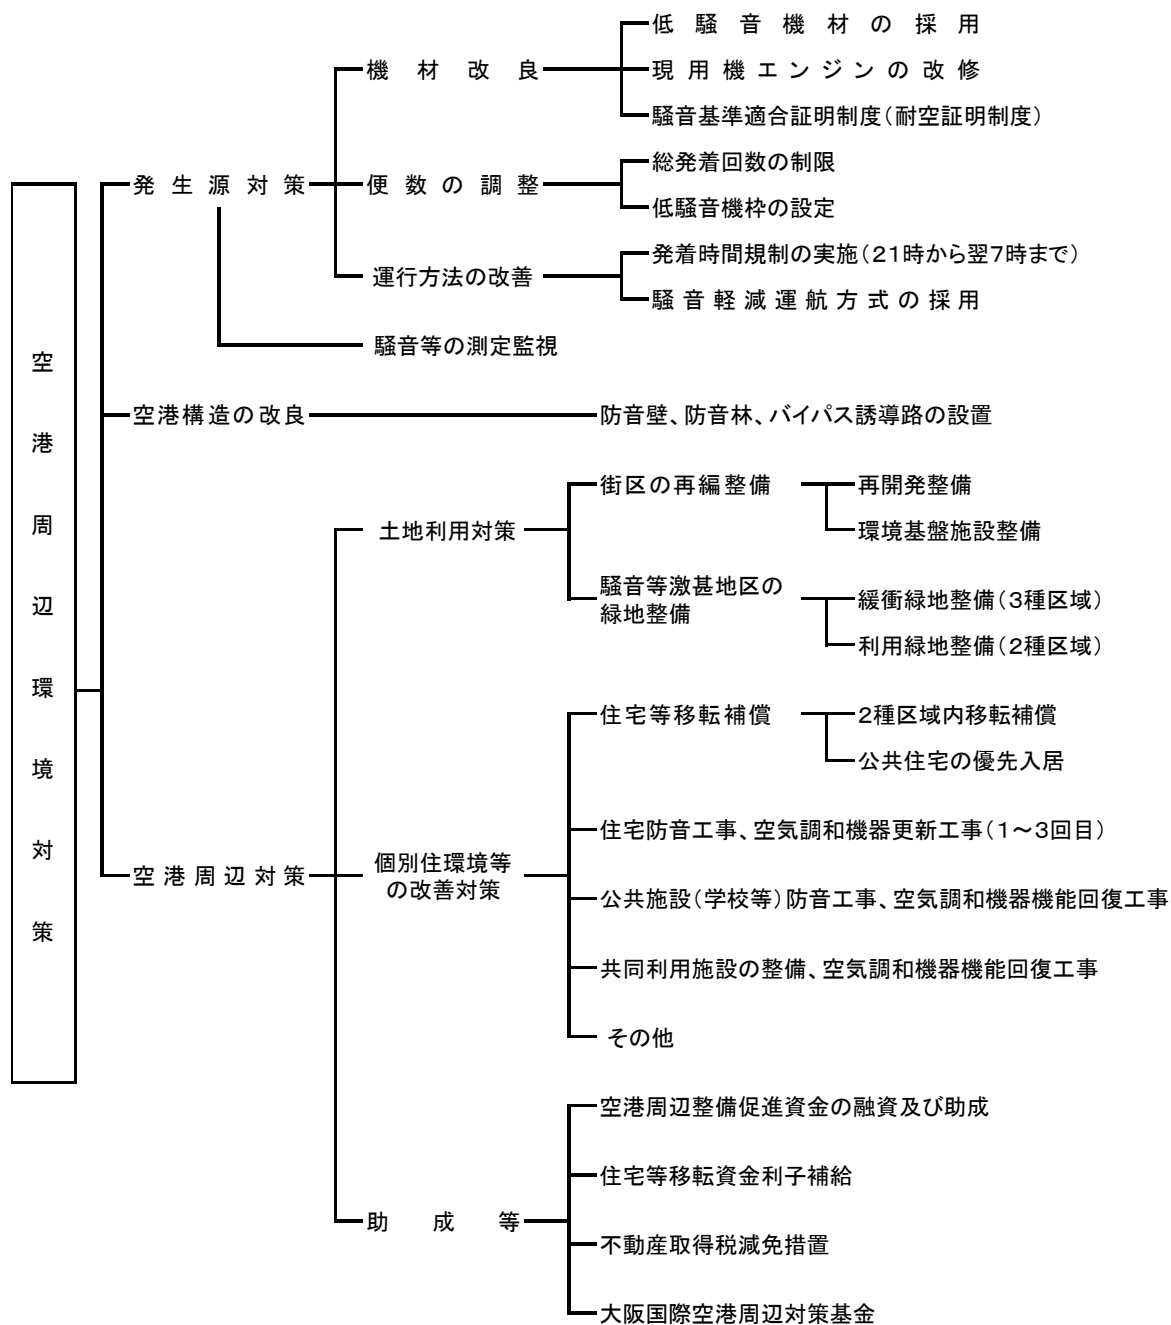 空港周辺環境対策
発生源対策
機材改良
低騒音機材の採用
現用機エンジンの改修
騒音基準適合証明制度（耐空証明制度）
便数の調整
総発着回数の制限
低騒音機枠の設定
運行方法の改善
発着時間規制の実施（21時から翌7時まで）
騒音軽減運航方式の採用
騒音等の測定監視
空港構造の改良
防音壁、防音林、バイパス誘導路の設置
空港周辺対策
土地利用対策
街区の再編整備
再開発整備
環境基盤施設整備
騒音等激甚地区の
緑地整備
緩衝緑地整備（3種区域）
利用緑地整備（2種区域）
個別住環境等
の改善対策
住宅等移転補償
2種区域内移転補償
公共住宅の優先入居
住宅防音工事、空気調和機器更新工事（1～3回目）
公共施設（学校等）防音工事、空気調和機器機能回復工事
共同利用施設の整備、空気調和機器機能回復工事
その他
助成等
空港周辺整備促進資金の融資及び助成
住宅等移転資金利子補給
不動産取得税減免措置
大阪国際空港周辺対策基金